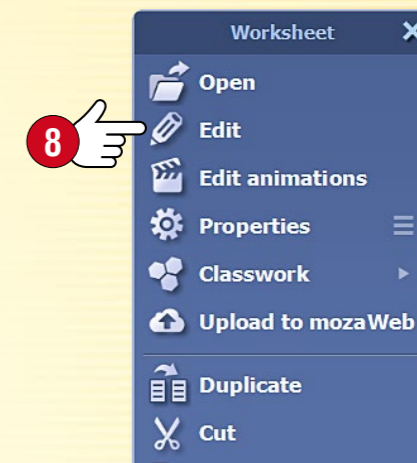 Worksheet
Open
8
Edit
Edit animations
Properties
Classwork
Upload to mozaWeb
Duplicate
Cut